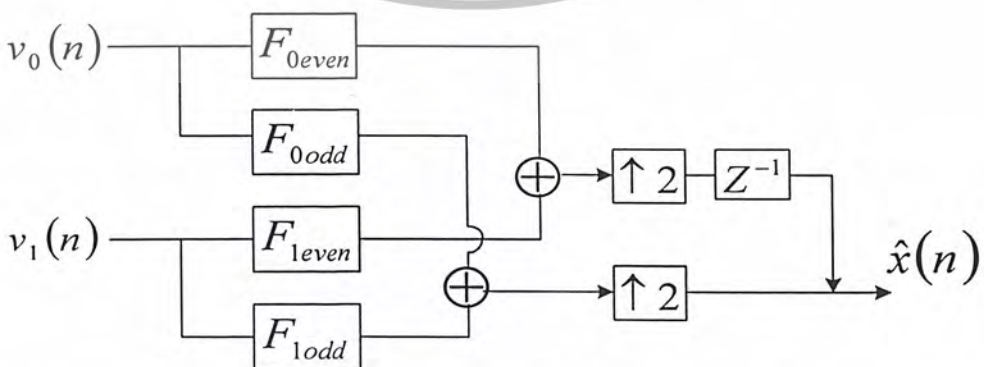 v₀(n)
F₀even
F₀odd
↑ 2
Z⁻¹
v₁(n)
F₁even
x̂(n)
↑ 2
F₁odd